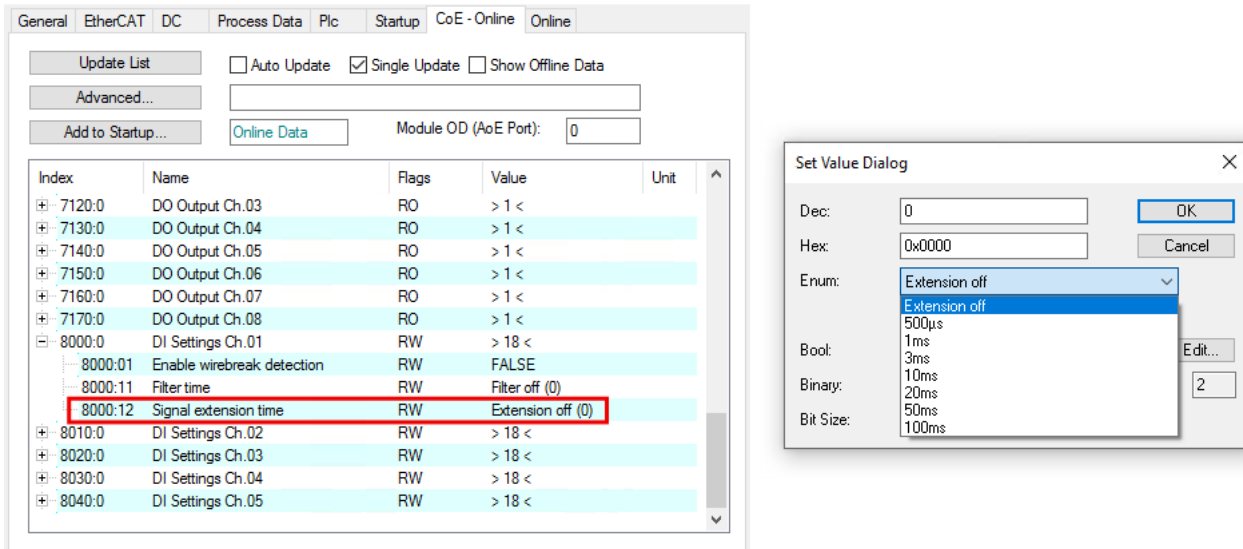 General EtherCAT DC Process Data Plc Startup CoE - Online Online
Update List Auto Update Single Update Show Offline Data
Advanced...
Add to Startup... Online Data Module OD (AoE Port): 0
Index Name Flags Value Unit
7120:0 DO Output Ch.03 RO > 1 <
7130:0 DO Output Ch.04 RO > 1 <
7140:0 DO Output Ch.05 RO > 1 <
7150:0 DO Output Ch.06 RO > 1 <
7160:0 DO Output Ch.07 RO > 1 <
7170:0 DO Output Ch.08 RO > 1 <
8000:0 DI Settings Ch.01 RW > 18 <
8000:01 Enable wirebreak detection RW FALSE
8000:11 Filter time RW Filter off (0)
8000:12 Signal extension time RW Extension off (0)
8010:0 DI Settings Ch.02 RW > 18 <
8020:0 DI Settings Ch.03 RW > 18 <
8030:0 DI Settings Ch.04 RW > 18 <
8040:0 DI Settings Ch.05 RW > 18 <
Set Value Dialog
Dec: 0 OK
Hex: 0x0000 Cancel
Enum: Extension off
Extension off
500µs
1ms
Bool: 3ms Edit...
10ms
Binary: 20ms 2
50ms
Bit Size: 100ms